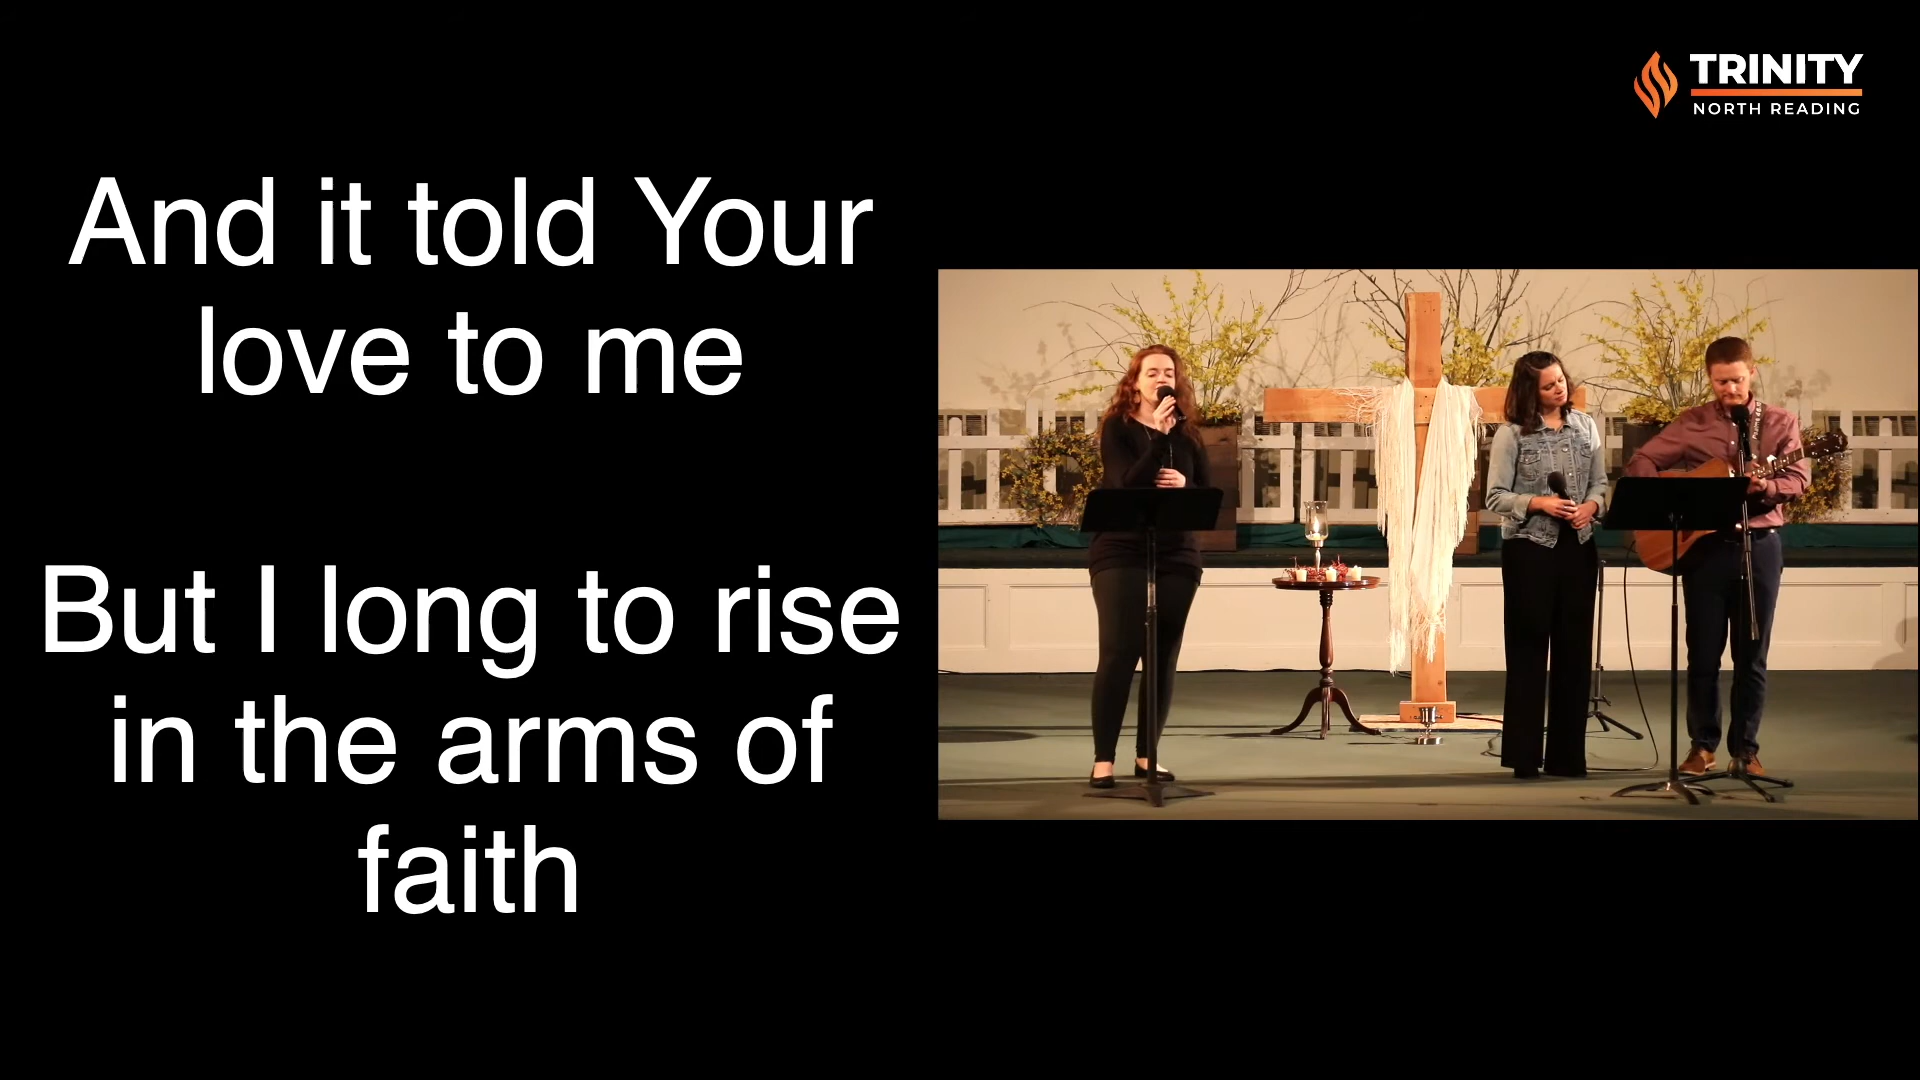 TRINITY
NORTH READING
And it told Your
love to me
But I long to rise
in the arms of
faith